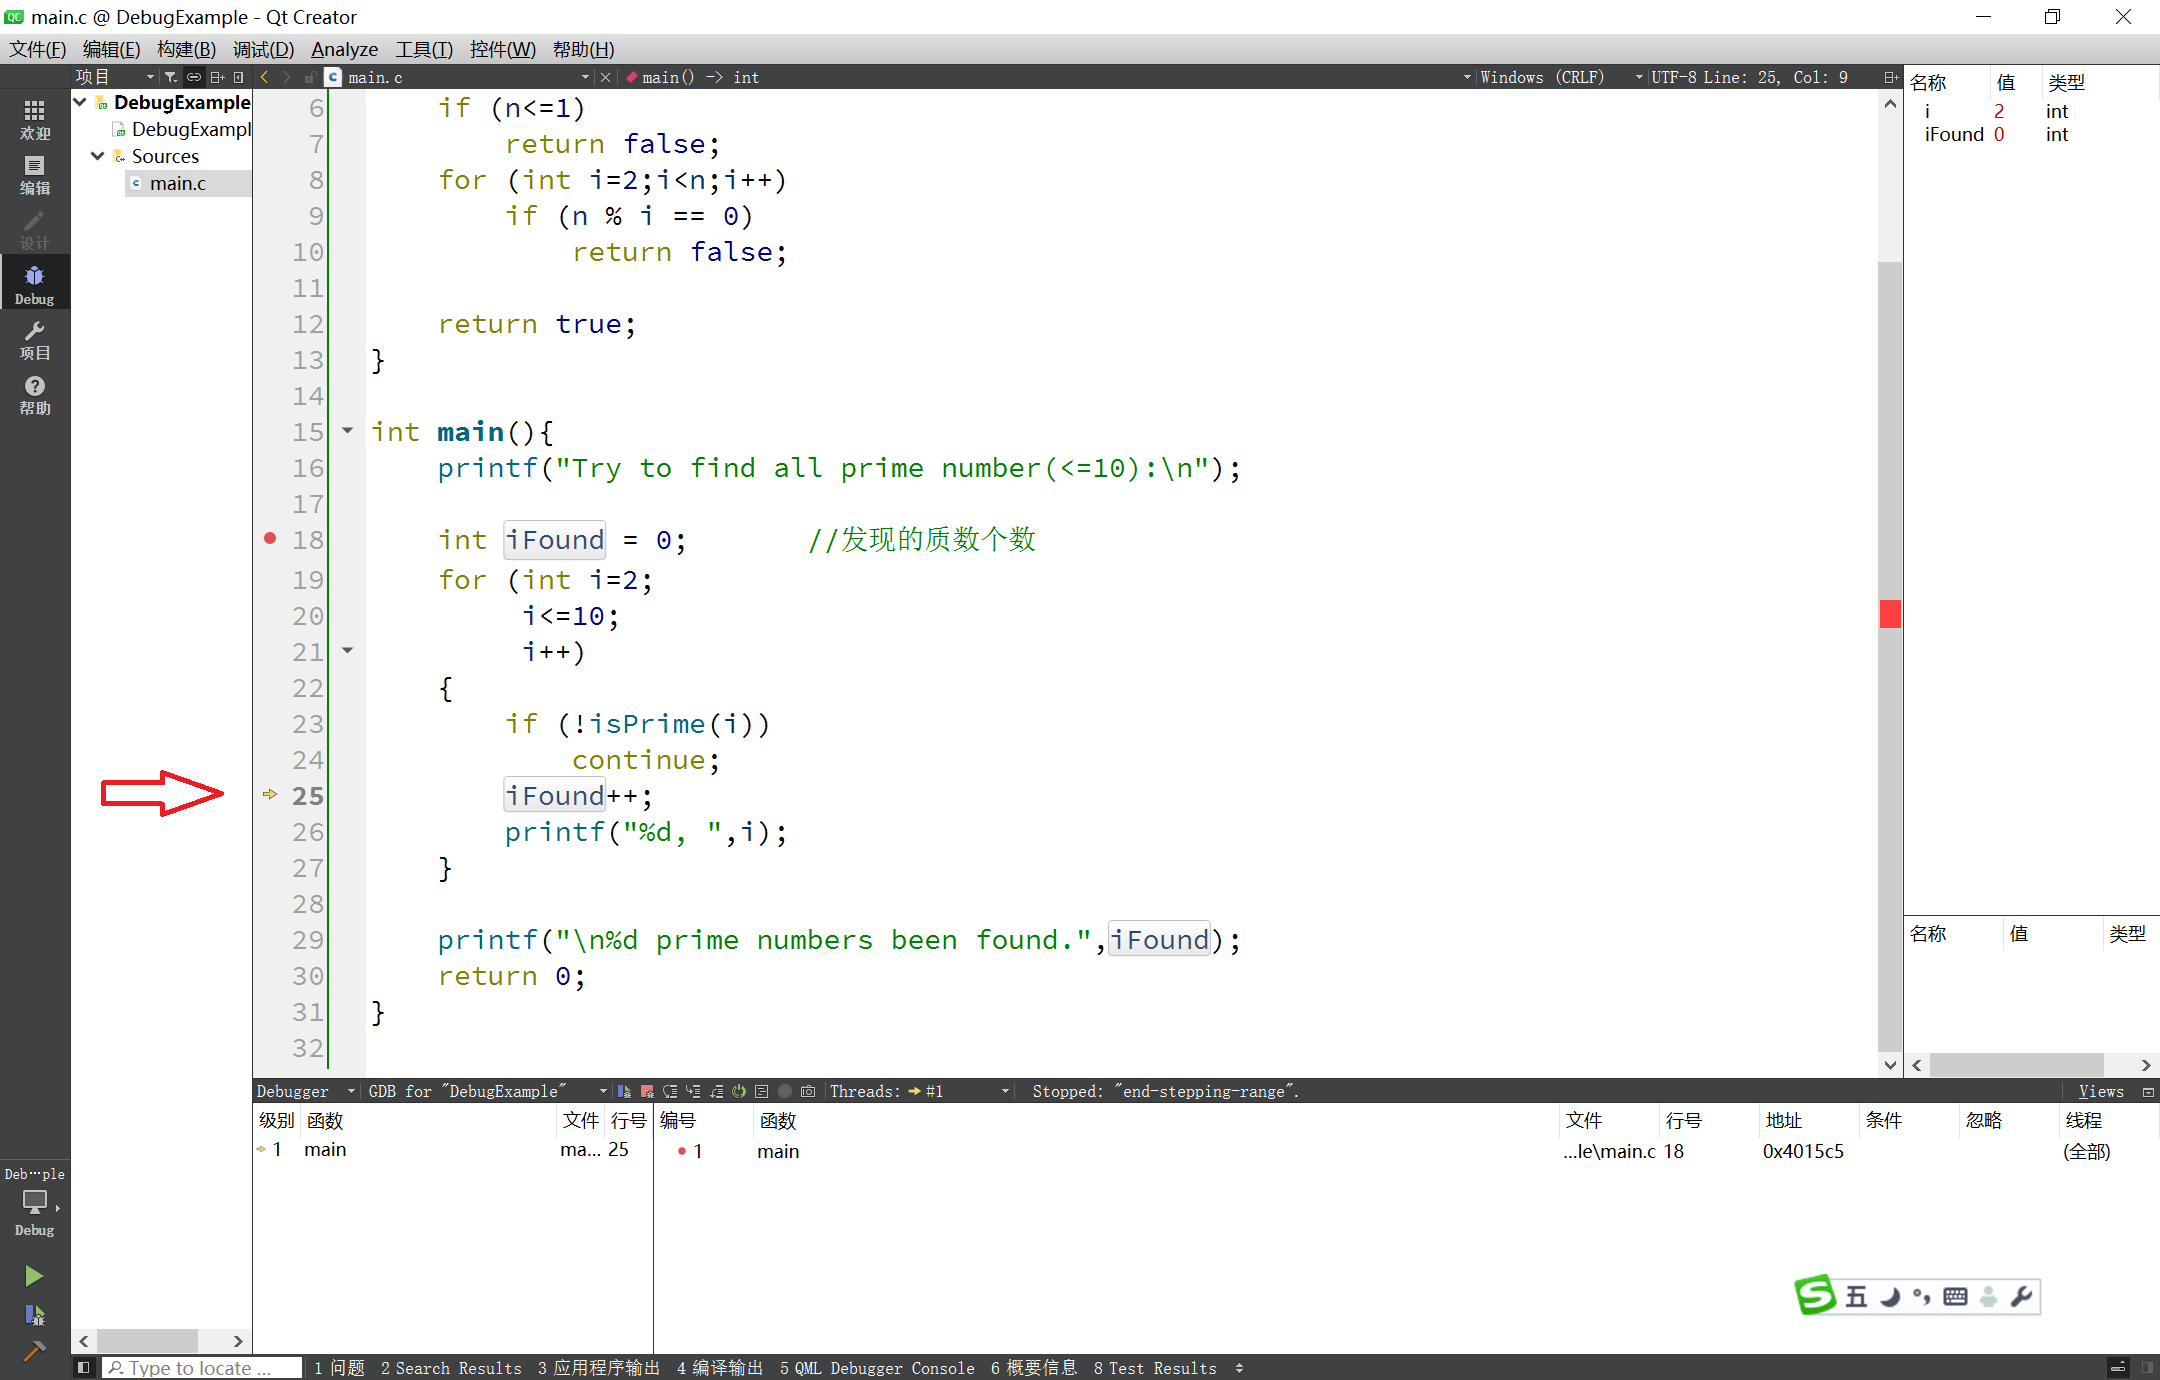 main.c @ DebugExample - Qt Creator
文件(F) 编辑(E) 构建(B) 调试(D) Analyze 工具(T) 控件(W) 帮助(H)
项目 main.c main() -> int Windows (CRLF) UTF-8 Line: 25, Col: 9
欢迎
编辑
设计
Debug
项目
帮助
DebugExample
DebugExampl
Sources
main.c
6 if (n<=1)
7 return false;
8 for (int i=2;i<n;i++)
9 if (n % i == 0)
10 return false;
11
12 return true;
13 }
14
15 int main(){
16 printf("Try to find all prime number(<=10):\n");
17
18 int iFound = 0; //发现的质数个数
19 for (int i=2;
20 i<=10;
21 i++)
22 {
23 if (!isPrime(i))
24 continue;
25 iFound++;
26 printf("%d, ",i);
27 }
28
29 printf("\n%d prime numbers been found.",iFound);
30 return 0;
31 }
32
名称 值 类型
i 2 int
iFound 0 int
名称 值 类型
Debugger GDB for "DebugExample" Threads: #1 Stopped: "end-stepping-range". Views
级别 函数 文件 行号
1 main ma... 25
编号 函数 文件 行号 地址 条件 忽略 线程
1 main ...le\main.c 18 0x4015c5 (全部)
Deb···ple
Debug
五
Type to locate ... 1 问题 2 Search Results 3 应用程序输出 4 编译输出 5 QML Debugger Console 6 概要信息 8 Test Results